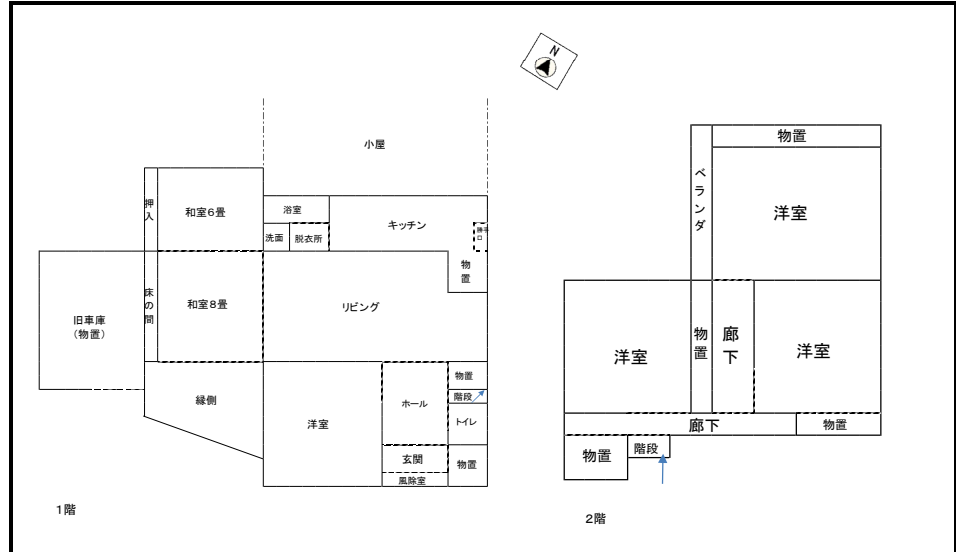 N
小屋
押入
和室6畳
浴室
洗面
脱衣所
キッチン
勝手口
物置
旧車庫
（物置）
床の間
和室8畳
リビング
縁側
洋室
ホール
物置
階段
トイレ
玄関
風除室
物置
1階
物置
ベランダ
洋室
洋室
物置
廊下
洋室
廊下
物置
物置
階段
2階